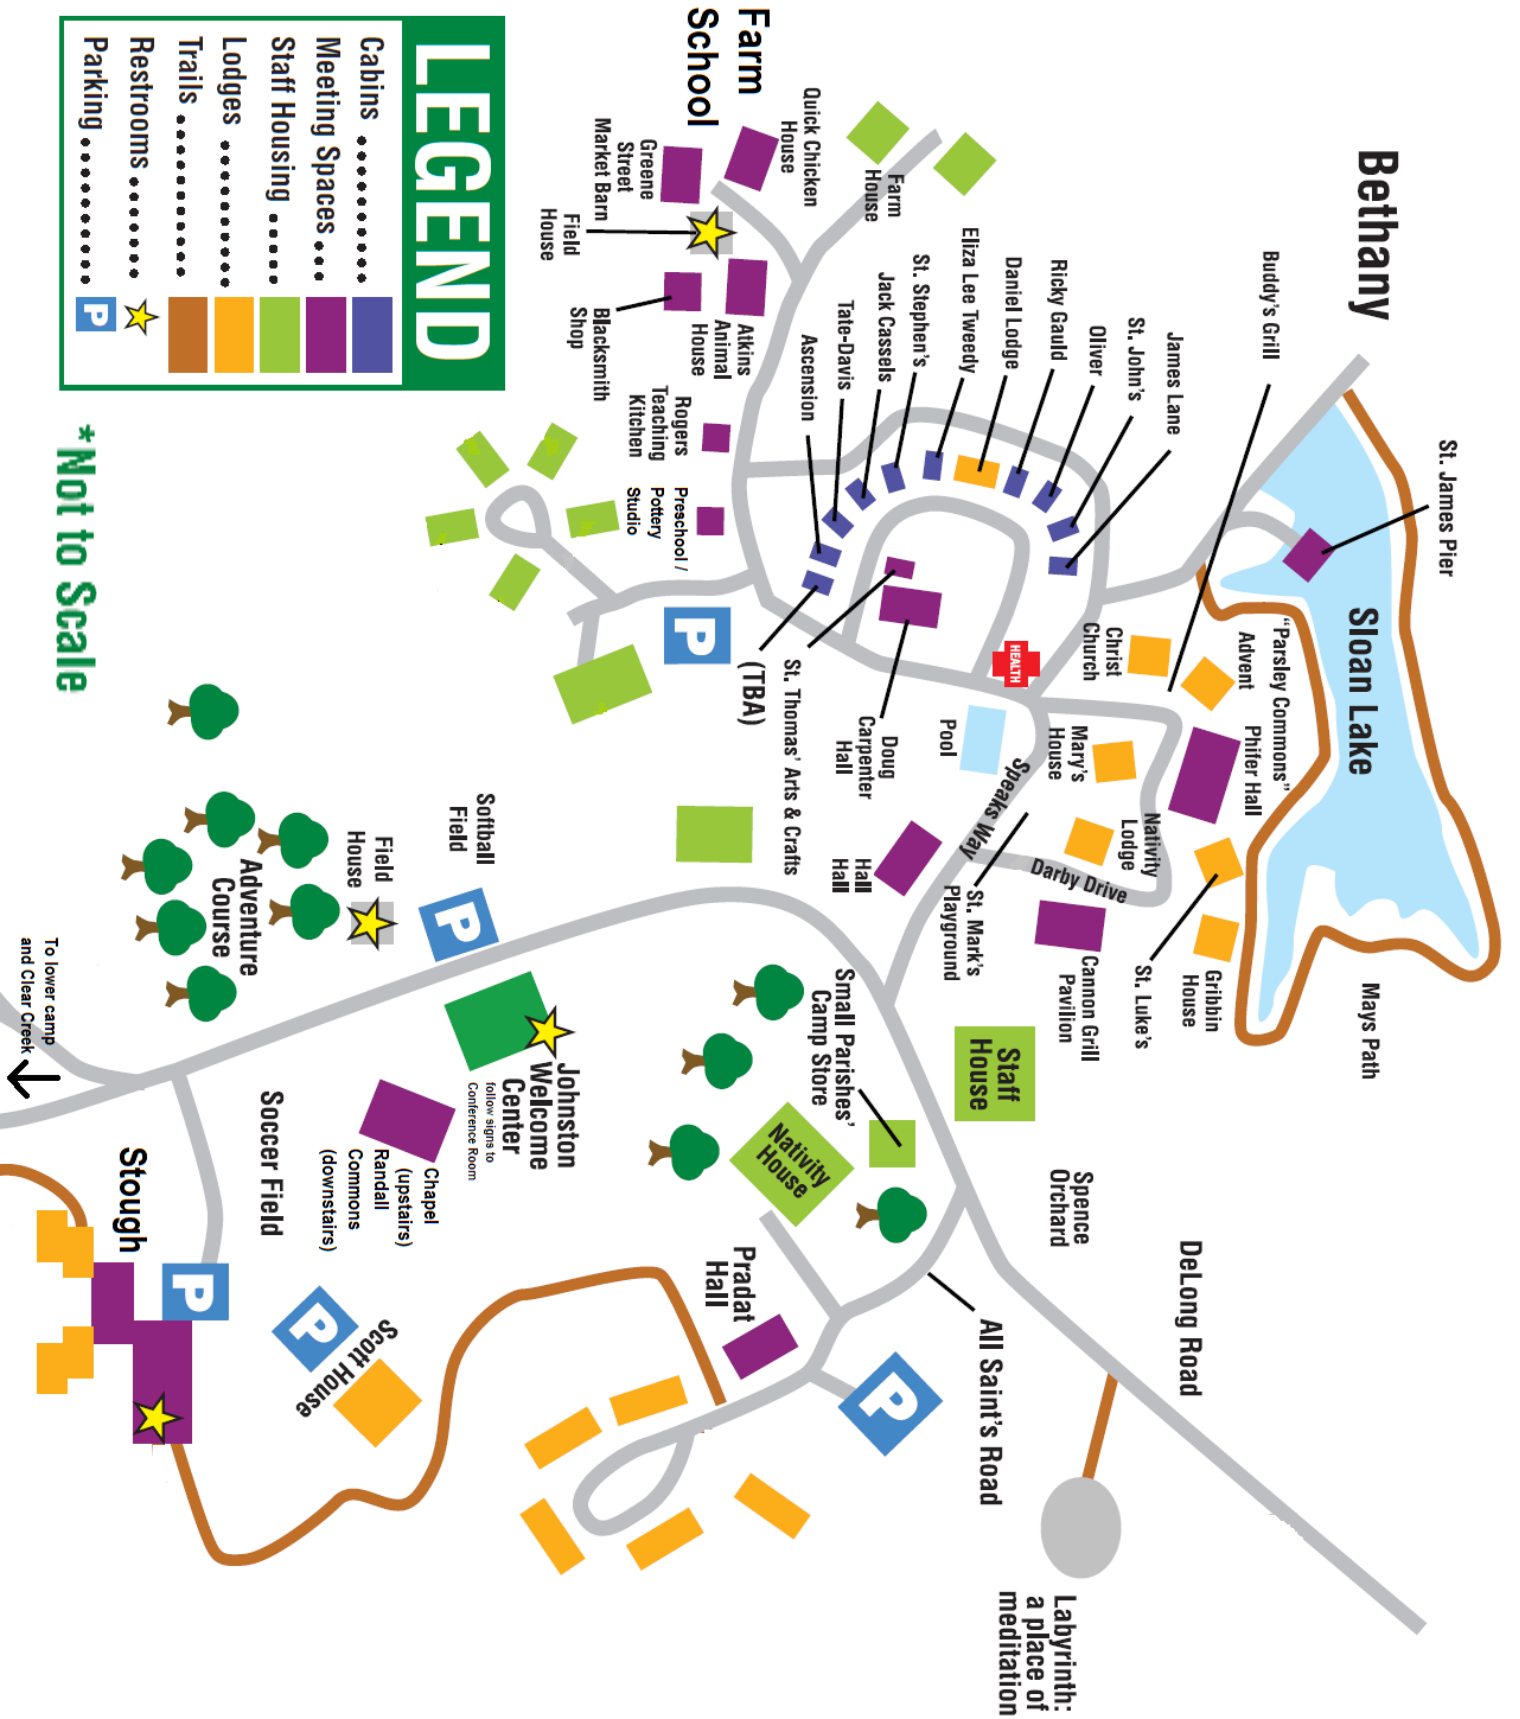 LEGEND
Cabins
Meeting Spaces
Staff Housing
Lodges
Trails
Restrooms
Parking
P
*Not to Scale
Bethany
St. James Pier
Buddy's Grill
Sloan Lake
Mays Path
James Lane
St. John's
Oliver
Ricky Gauld
Daniel Lodge
Eliza Lee Tweedy
St. Stephen's
Jack Cassels
Tate-Davis
Ascension
(TBA)
Farm
School
Quick Chicken
House
Farm
House
Greene
Street
Market Barn
Field
House
Blacksmith
Shop
Atkins
Animal
House
Rogers
Teaching
Kitchen
Preschool /
Pottery
Studio
P
"Parsley Commons"
Advent
Christ
Church
HEALTH
Phifer Hall
Mary's
House
Nativity
Lodge
Pool
Speaks Way
Darby Drive
Doug
Carpenter
Hall
St. Thomas' Arts & Crafts
Hall
Hall
St. Mark's
Playground
Cannon Grill
Pavilion
St. Luke's
Gribbin
House
Staff
House
Small Parishes'
Camp Store
Nativity
House
Spence
Orchard
DeLong Road
All Saint's Road
Labyrinth:
a place of
meditation
Pradat
Hall
P
Softball
Field
P
Field
House
Adventure
Course
To lower camp
and Clear Creek
Johnston
Welcome
Center
follow signs to
Conference Room
Chapel
(upstairs)
Randall
Commons
(downstairs)
Soccer Field
Stough
P
P
Scott House